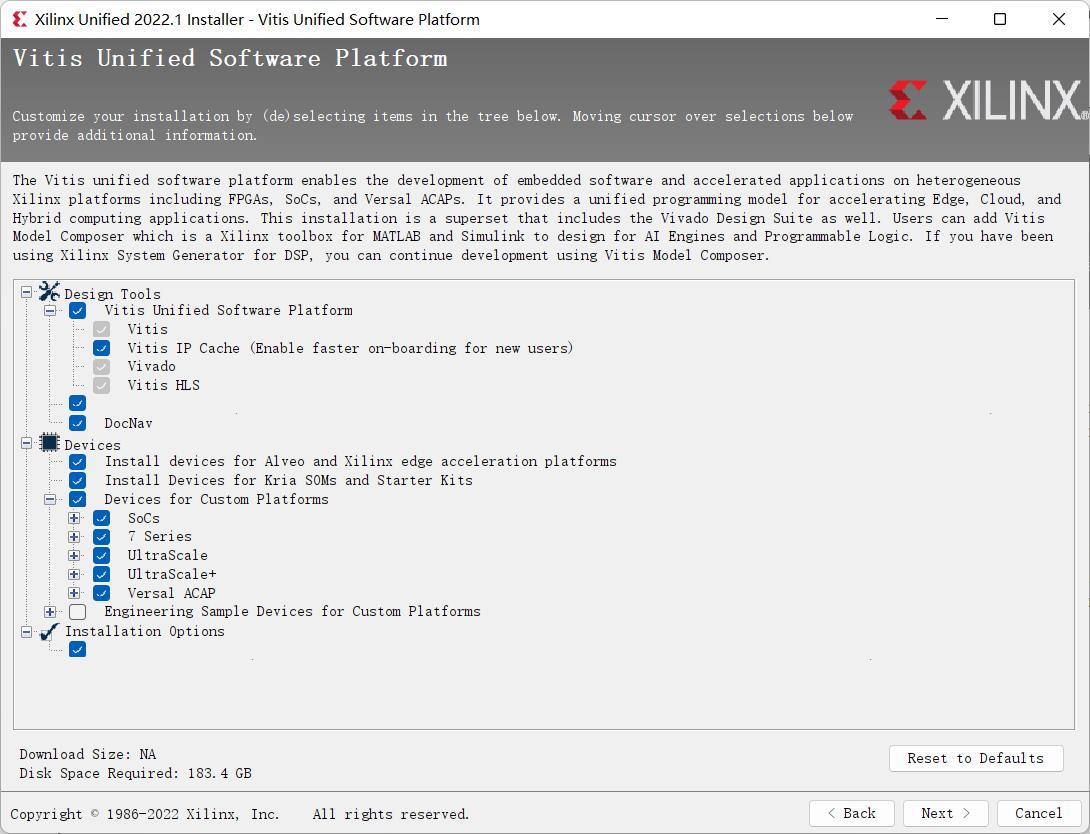 Xilinx Unified 2022.1 Installer - Vitis Unified Software Platform
Vitis Unified Software Platform
XILINX®
Customize your installation by (de)selecting items in the tree below. Moving cursor over selections below
provide additional information.
The Vitis unified software platform enables the development of embedded software and accelerated applications on heterogeneous
Xilinx platforms including FPGAs, SoCs, and Versal ACAPs. It provides a unified programming model for accelerating Edge, Cloud, and
Hybrid computing applications. This installation is a superset that includes the Vivado Design Suite as well. Users can add Vitis
Model Composer which is a Xilinx toolbox for MATLAB and Simulink to design for AI Engines and Programmable Logic. If you have been
using Xilinx System Generator for DSP, you can continue development using Vitis Model Composer.
Design Tools
Vitis Unified Software Platform
Vitis
Vitis IP Cache (Enable faster on-boarding for new users)
Vivado
Vitis HLS
DocNav
Devices
Install devices for Alveo and Xilinx edge acceleration platforms
Install Devices for Kria SOMs and Starter Kits
Devices for Custom Platforms
SoCs
7 Series
UltraScale
UltraScale+
Versal ACAP
Engineering Sample Devices for Custom Platforms
Installation Options
Download Size: NA
Disk Space Required: 183.4 GB
Reset to Defaults
Copyright © 1986-2022 Xilinx, Inc. All rights reserved.
< Back
Next >
Cancel